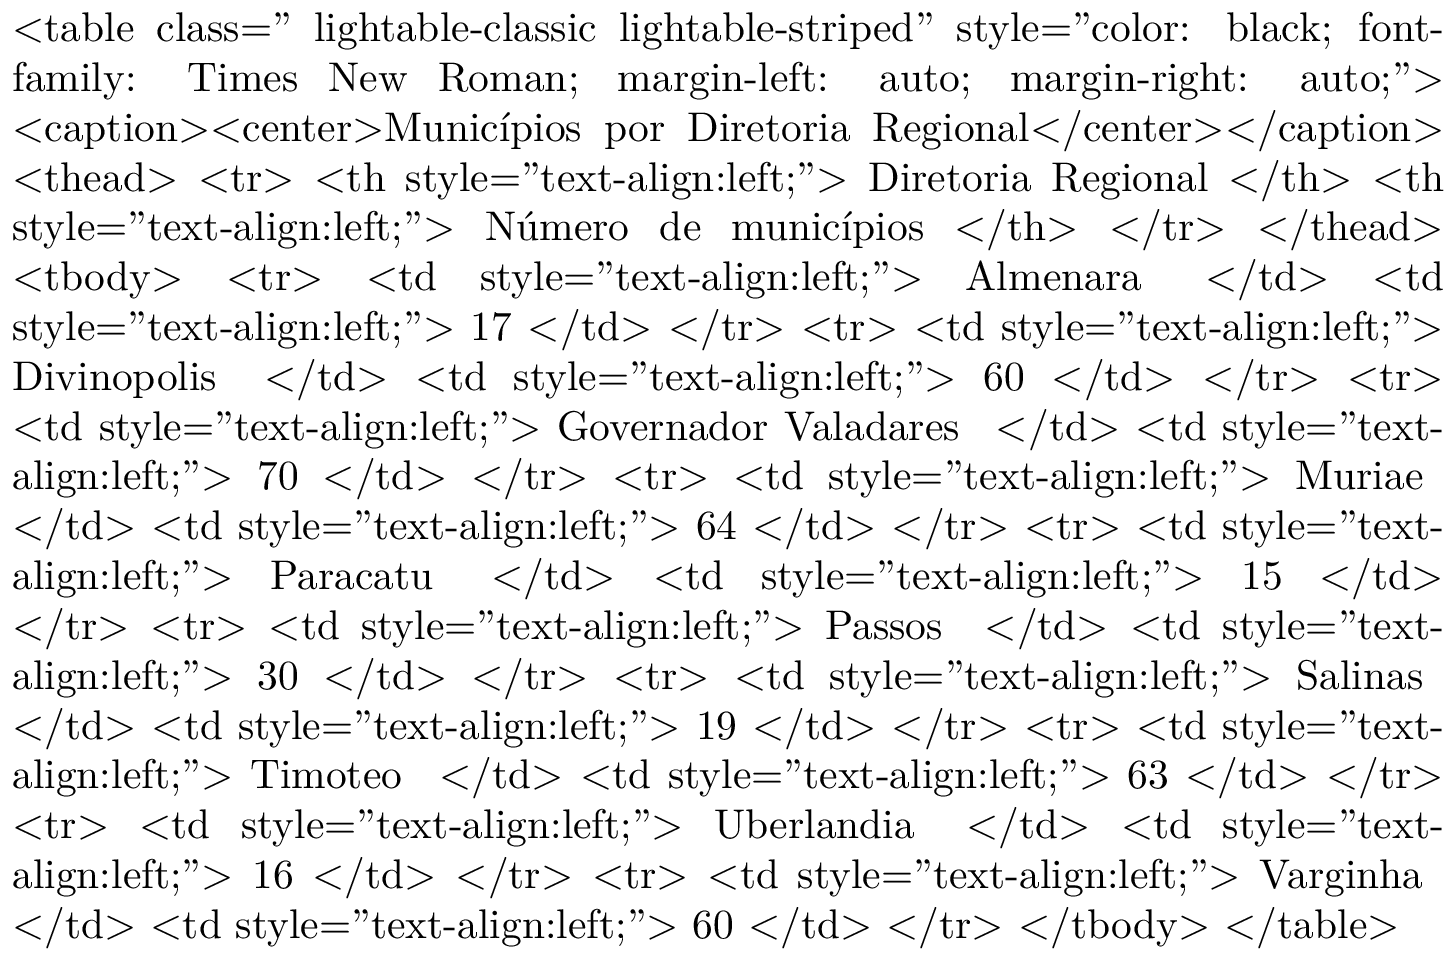 <table class=” lightable-classic lightable-striped” style=”color: black; font-
family: Times New Roman; margin-left: auto; margin-right: auto;”>
<caption><center>Municípios por Diretoria Regional</center></caption>
<thead> <tr> <th style=”text-align:left;”> Diretoria Regional </th> <th
style=”text-align:left;”> Número de municípios </th> </tr> </thead>
<tbody> <tr> <td style=”text-align:left;”> Almenara </td> <td
style=”text-align:left;”> 17 </td> </tr> <tr> <td style=”text-align:left;”>
Divinopolis </td> <td style=”text-align:left;”> 60 </td> </tr> <tr>
<td style=”text-align:left;”> Governador Valadares </td> <td style=”text-
align:left;”> 70 </td> </tr> <tr> <td style=”text-align:left;”> Muriae
</td> <td style=”text-align:left;”> 64 </td> </tr> <tr> <td style=”text-
align:left;”> Paracatu </td> <td style=”text-align:left;”> 15 </td>
</tr> <tr> <td style=”text-align:left;”> Passos </td> <td style=”text-
align:left;”> 30 </td> </tr> <tr> <td style=”text-align:left;”> Salinas
</td> <td style=”text-align:left;”> 19 </td> </tr> <tr> <td style=”text-
align:left;”> Timoteo </td> <td style=”text-align:left;”> 63 </td> </tr>
<tr> <td style=”text-align:left;”> Uberlandia </td> <td style=”text-
align:left;”> 16 </td> </tr> <tr> <td style=”text-align:left;”> Varginha
</td> <td style=”text-align:left;”> 60 </td> </tr> </tbody> </table>